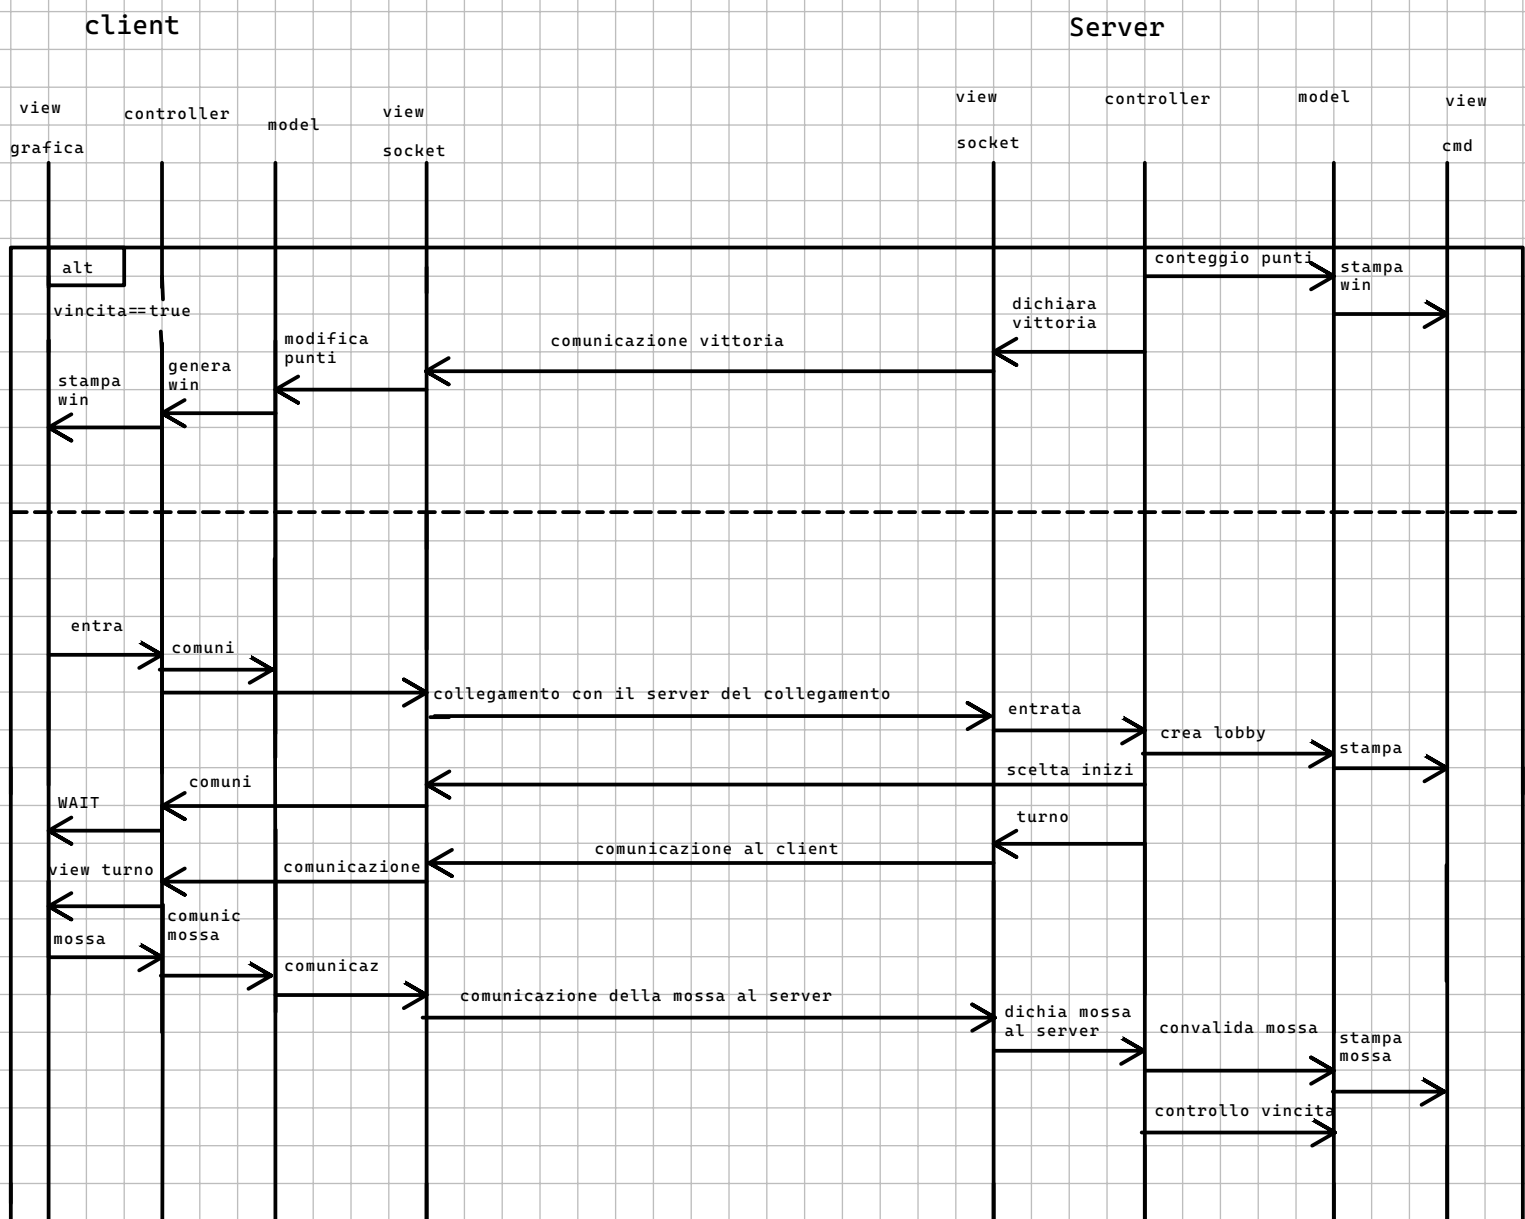 client
Server
view
controller
model
view
view
controller
model
view
grafica
socket
socket
cmd
alt
vincita==true
conteggio punti
stampa
win
dichiara
vittoria
comunicazione vittoria
modifica
punti
genera
win
stampa
win
entra
comuni
collegamento con il server del collegamento
entrata
crea lobby
stampa
scelta inizi
comuni
WAIT
turno
comunicazione al client
comunicazione
view turno
comunic
mossa
mossa
comunicaz
comunicazione della mossa al server
dichia mossa
al server
convalida mossa
stampa
mossa
controllo vincita